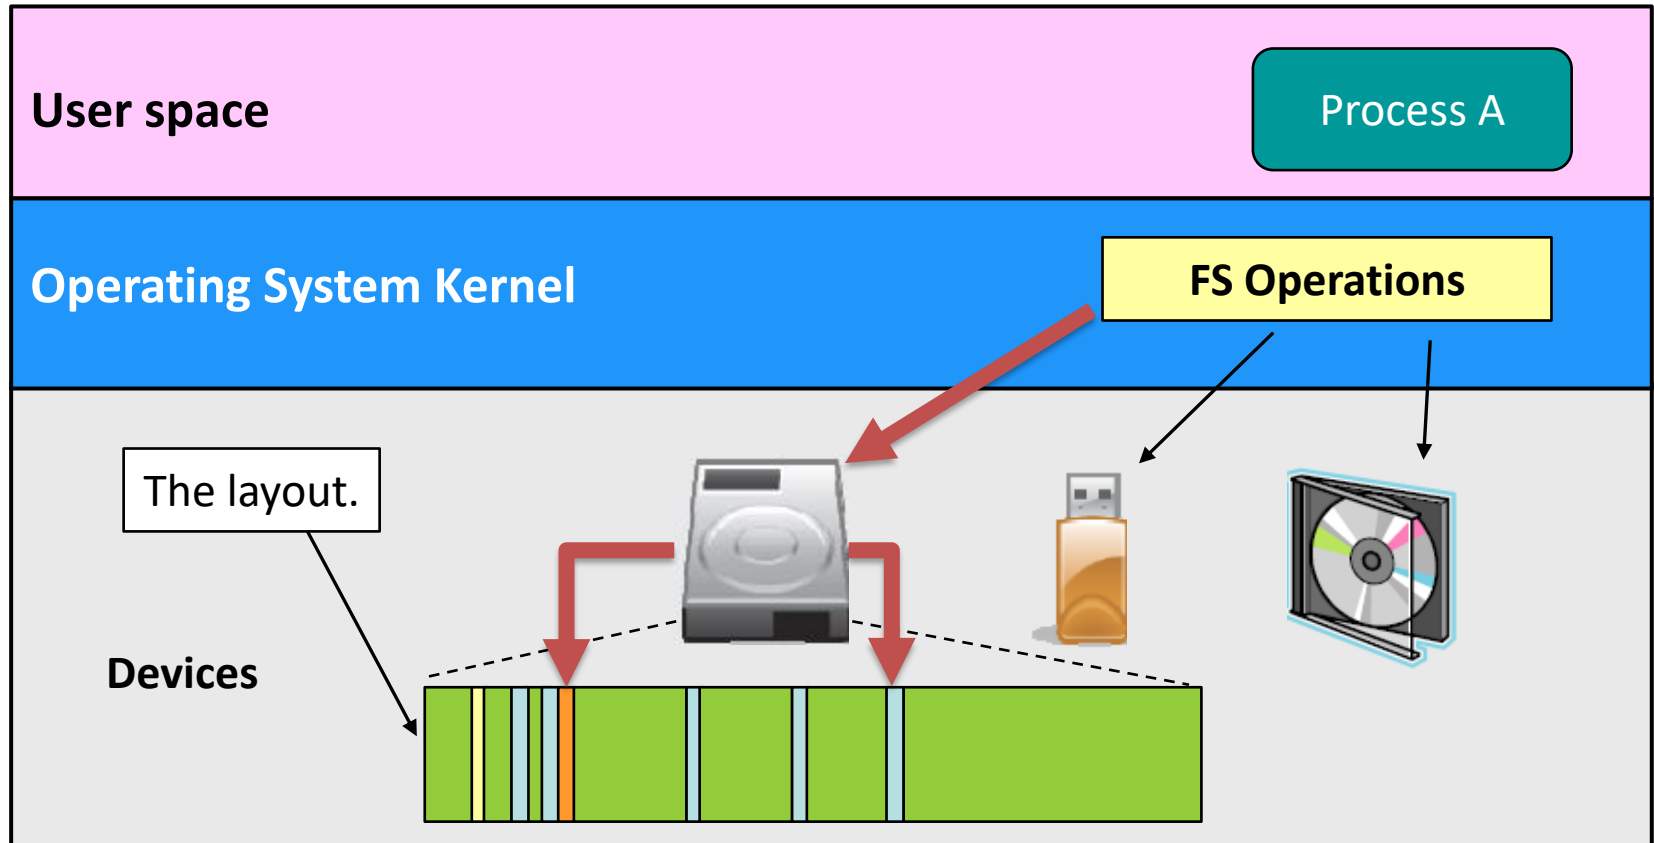 User space
Process A
Operating System Kernel
FS Operations
The layout.
Devices